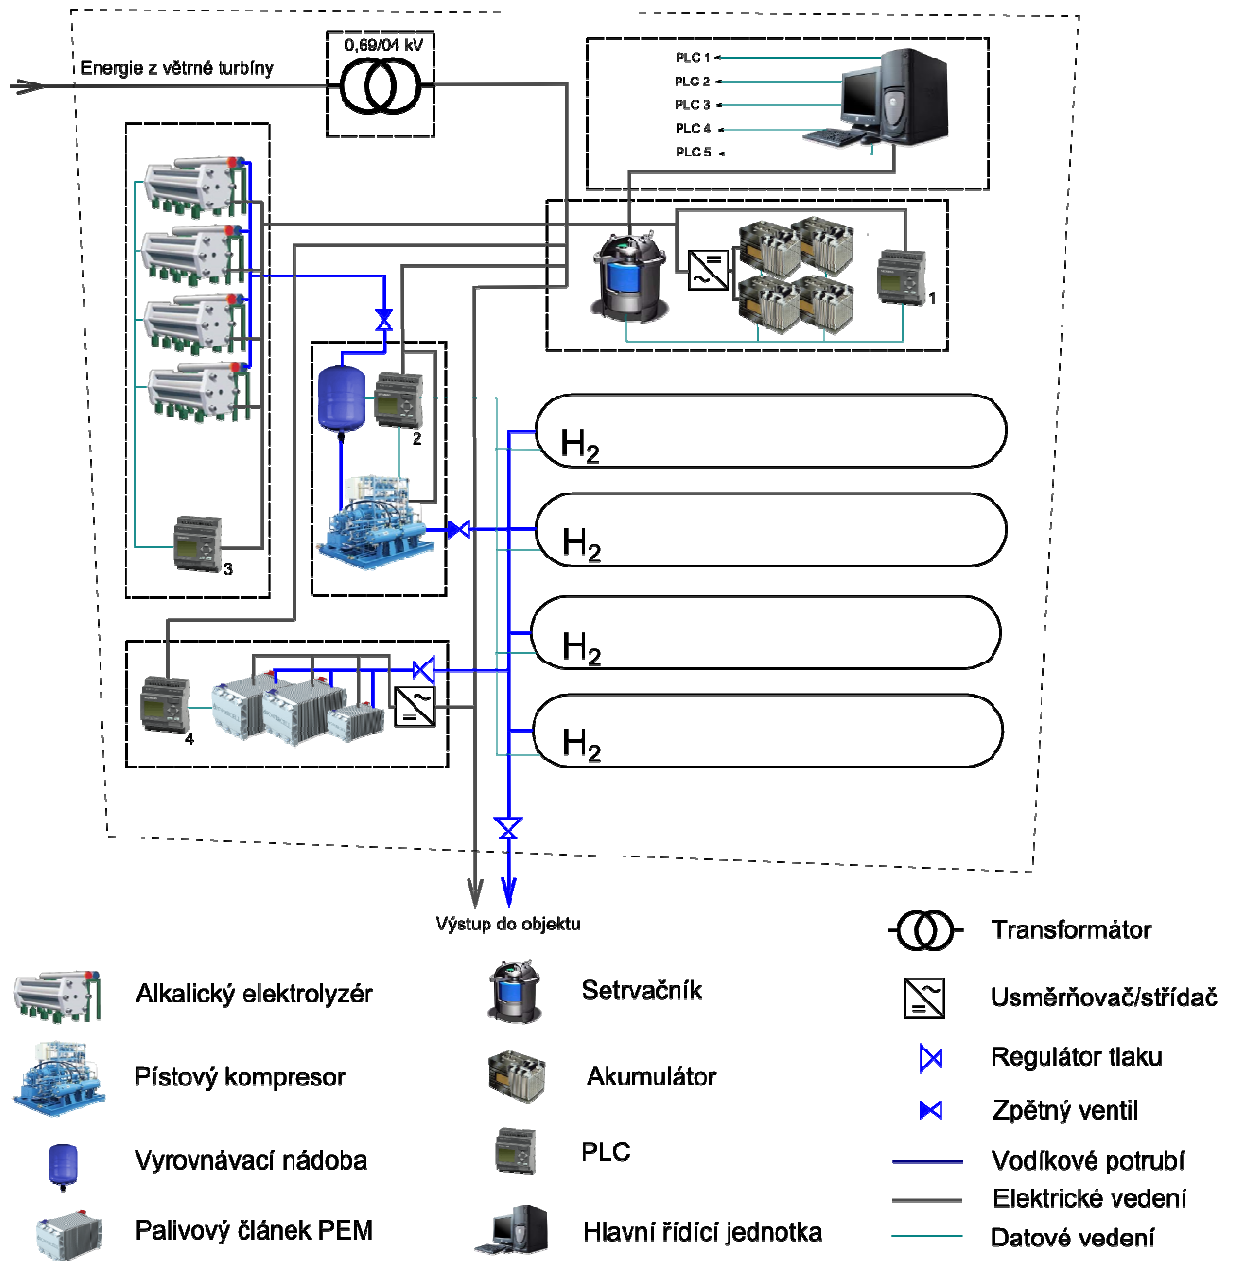 0,69/04 kV
Energie z větrné turbíny
PLC 1
PLC 2
PLC 3
PLC 4
PLC 5
1
2
3
4
H2
H2
H2
H2
Výstup do objektu
Alkalický elektrolyzér
Pístový kompresor
Vyrovnávací nádoba
Palivový článek PEM
Setrvačník
Akumulátor
PLC
Hlavní řídící jednotka
Transformátor
Usměrňovač/střídač
Regulátor tlaku
Zpětný ventil
Vodíkové potrubí
Elektrické vedení
Datové vedení